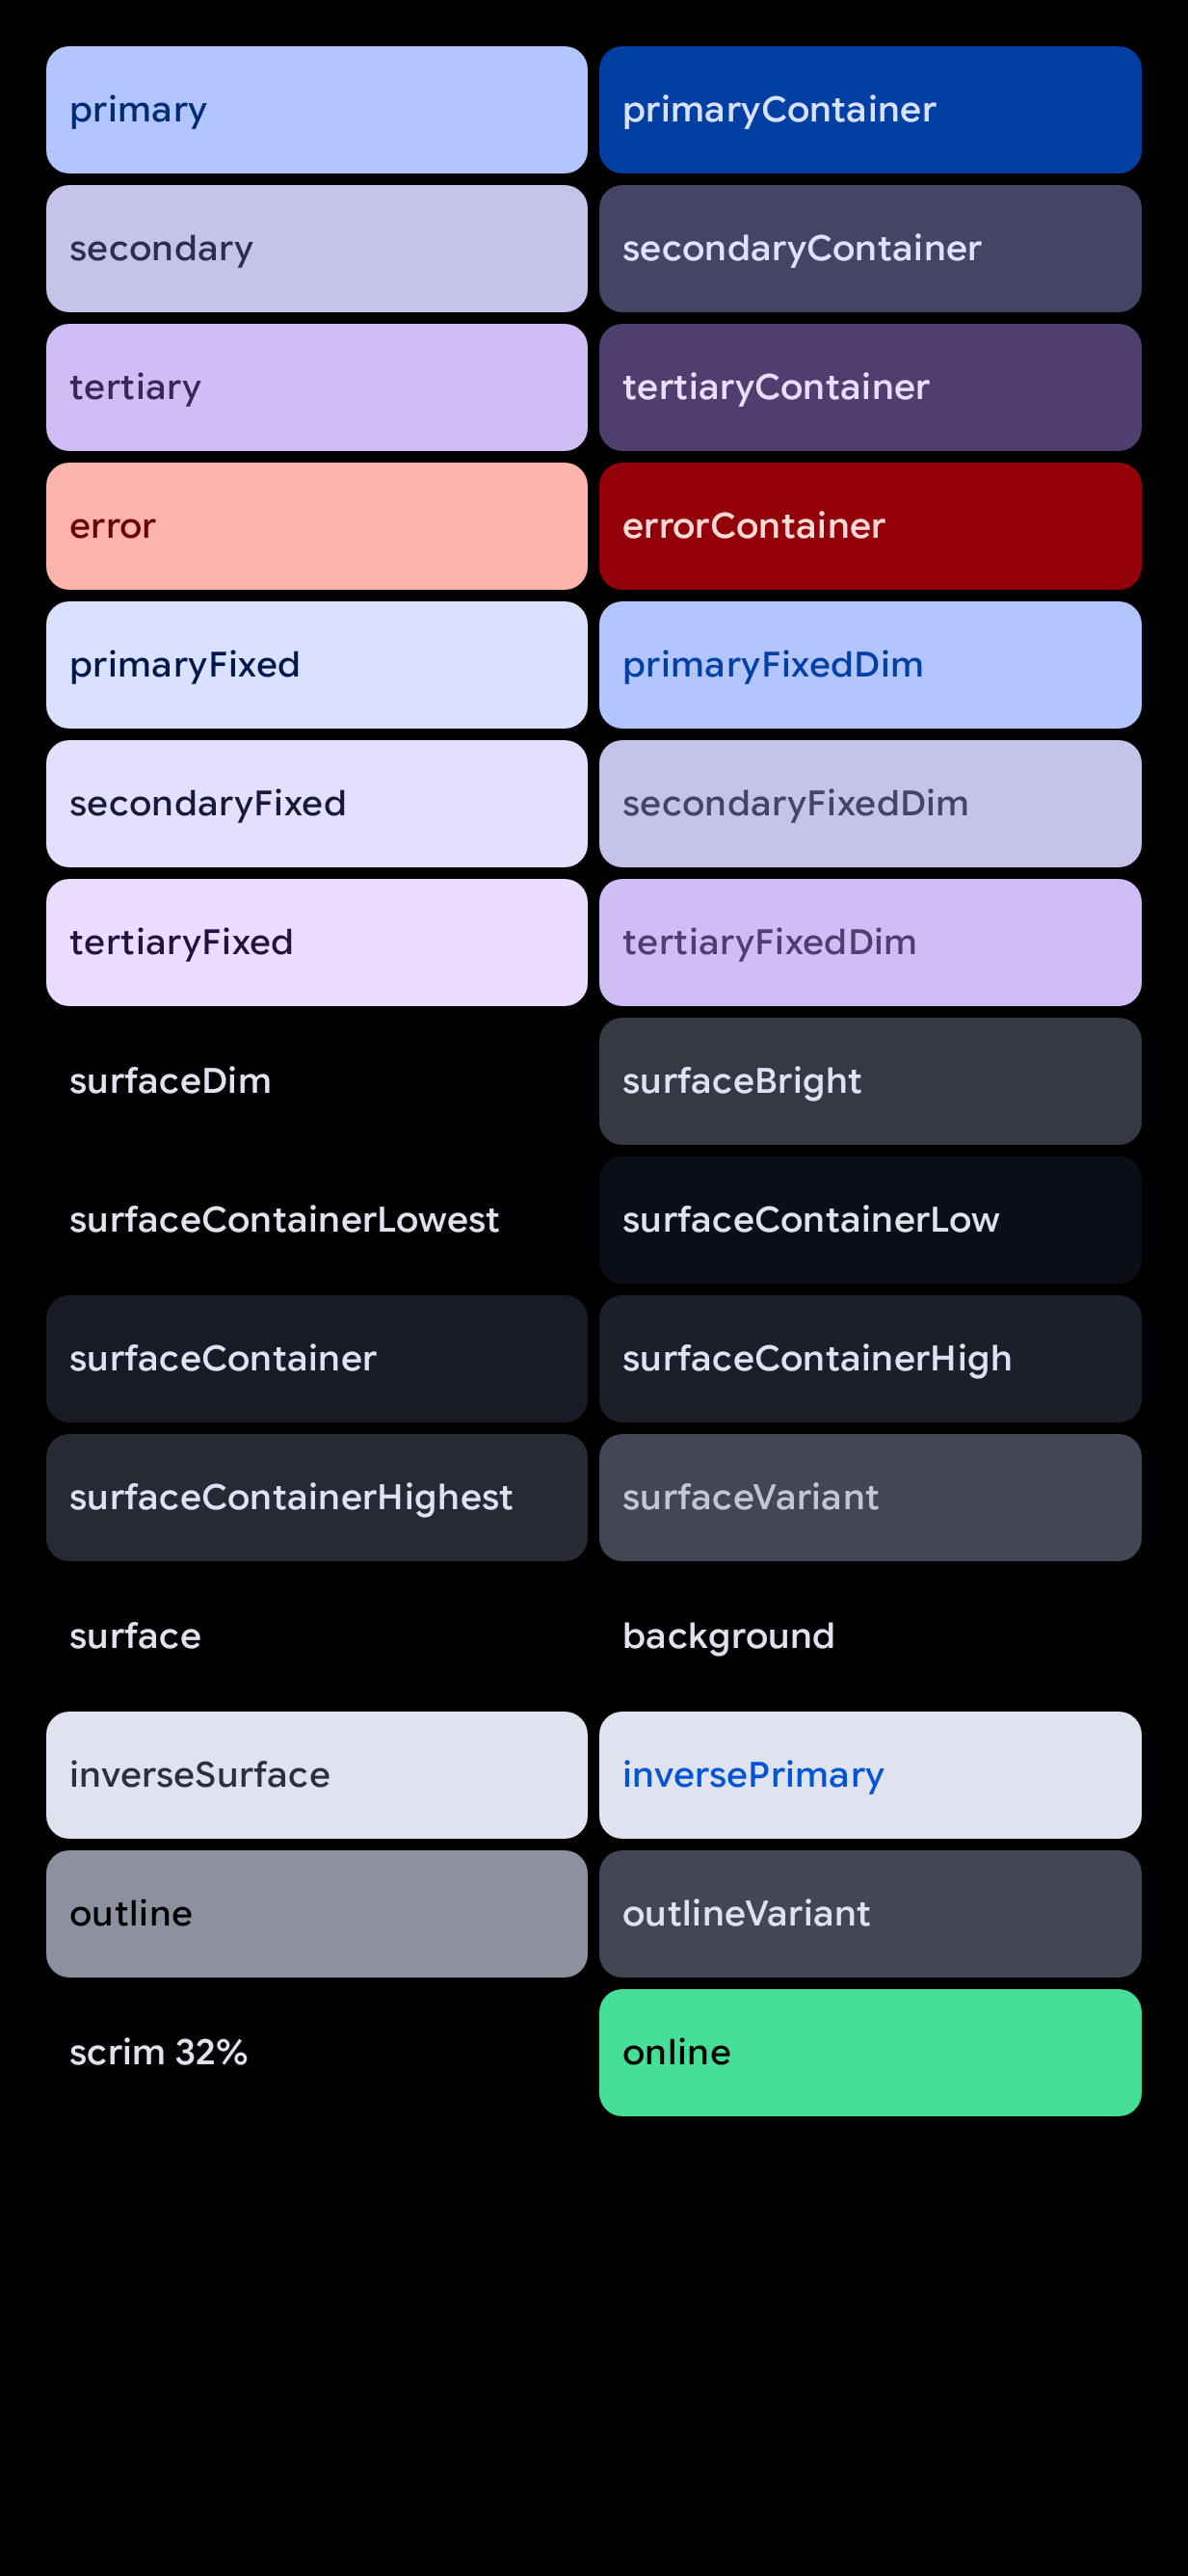 primary
primaryContainer
secondary
secondaryContainer
tertiary
tertiaryContainer
error
errorContainer
primaryFixed
primaryFixedDim
secondaryFixed
secondaryFixedDim
tertiaryFixed
tertiaryFixedDim
surfaceDim
surfaceBright
surfaceContainerLowest
surfaceContainerLow
surfaceContainer
surfaceContainerHigh
surfaceContainerHighest
surfaceVariant
surface
background
inverseSurface
inversePrimary
outline
outlineVariant
scrim 32%
online